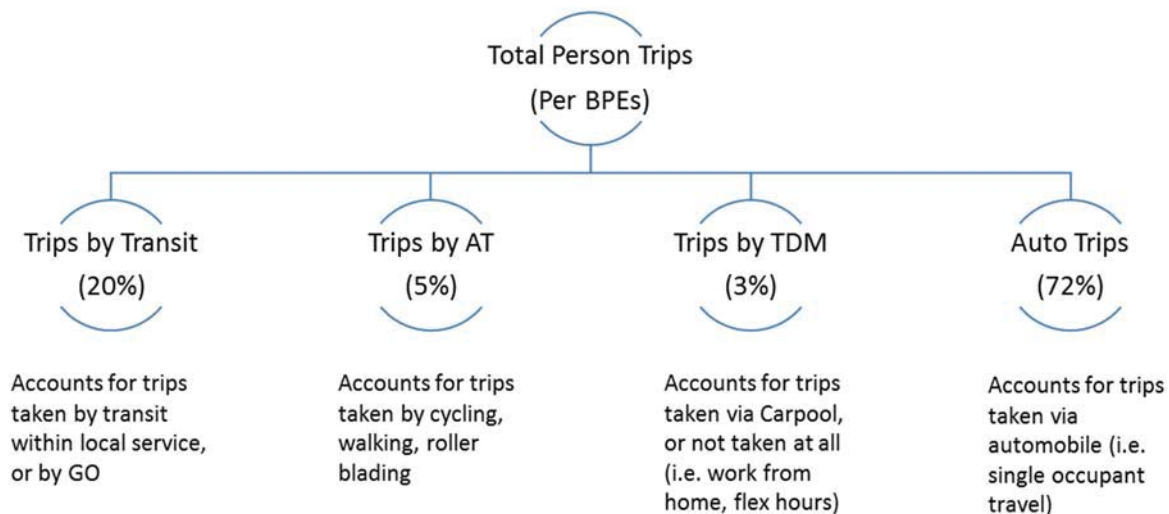 Total Person Trips
(Per BPEs)
Trips by Transit
(20%)
Trips by AT
(5%)
Trips by TDM
(3%)
Auto Trips
(72%)
Accounts for trips
taken by transit
within local service,
or by GO
Accounts for trips
taken by cycling,
walking, roller
blading
Accounts for trips
taken via Carpool,
or not taken at all
(i.e. work from
home, flex hours)
Accounts for trips
taken via
automobile (i.e.
single occupant
travel)